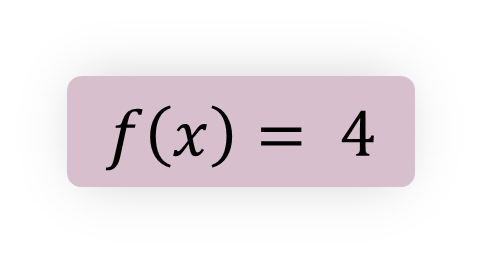 f(x) = 4